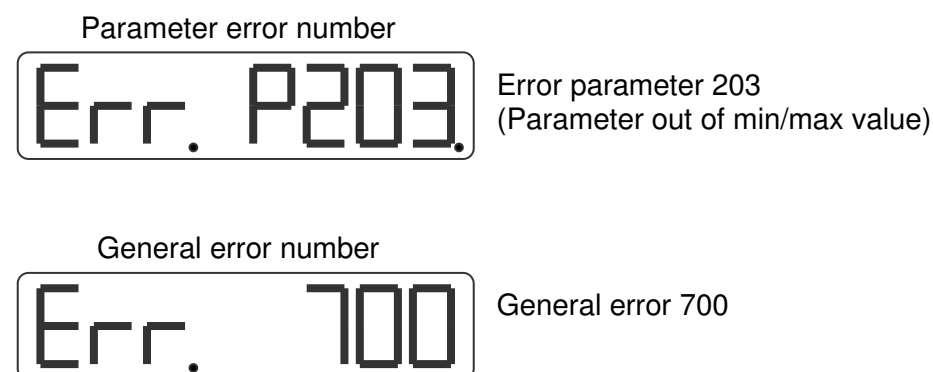 Parameter error number
Err. P203.
Error parameter 203
(Parameter out of min/max value)
General error number
Err. 700
General error 700